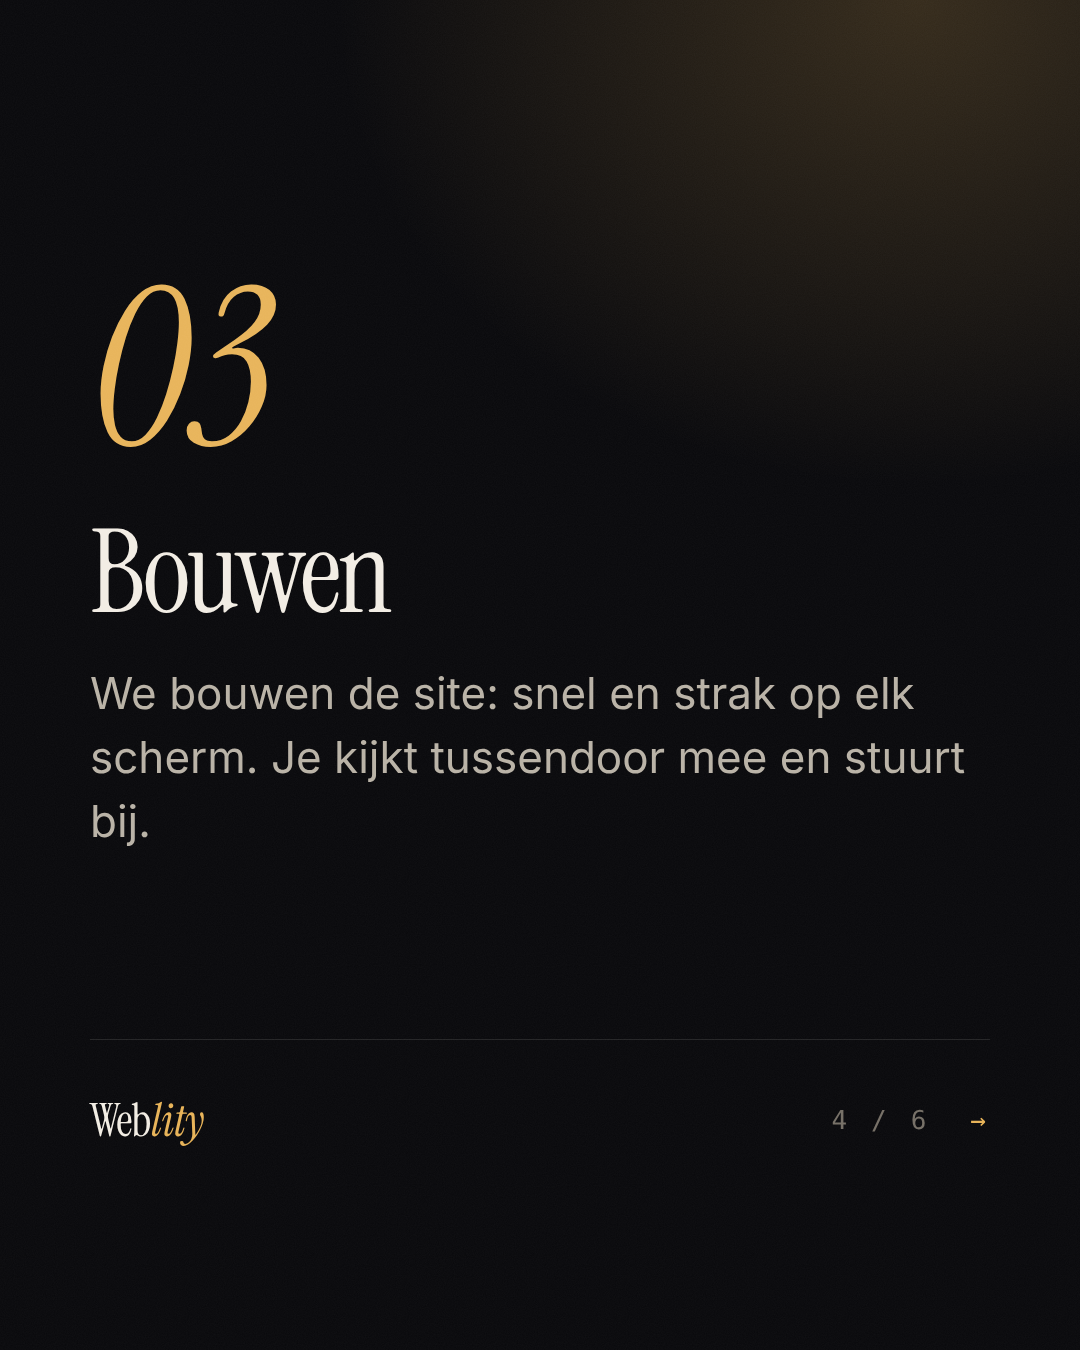 03
Bouwen
We bouwen de site: snel en strak op elk
scherm. Je kijkt tussendoor mee en stuurt
bij.
Weblity
4 / 6 →